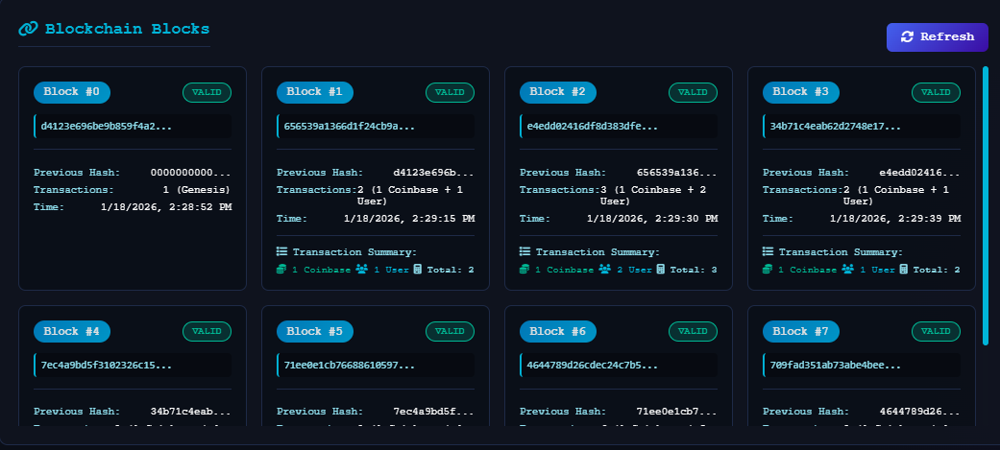 Blockchain Blocks
Refresh
Block #0 VALID
d4123e696be9b859f4a2...
Previous Hash: 0000000000...
Transactions: 1 (Genesis)
Time: 1/18/2026, 2:28:52 PM
Block #1 VALID
656539a1366d1f24cb9a...
Previous Hash: d4123e696b...
Transactions:2 (1 Coinbase + 1
User)
Time: 1/18/2026, 2:29:15 PM
Transaction Summary:
1 Coinbase 1 User Total: 2
Block #2 VALID
e4edd02416df8d383dfe...
Previous Hash: 656539a136...
Transactions:3 (1 Coinbase + 2
User)
Time: 1/18/2026, 2:29:30 PM
Transaction Summary:
1 Coinbase 2 User Total: 3
Block #3 VALID
34b71c4eab62d2748e17...
Previous Hash: e4edd02416...
Transactions:2 (1 Coinbase + 1
User)
Time: 1/18/2026, 2:29:39 PM
Transaction Summary:
1 Coinbase 1 User Total: 2
Block #4 VALID
7ec4a9bd5f3102326c15...
Previous Hash: 34b71c4eab...
Block #5 VALID
71ee0e1cb76688610597...
Previous Hash: 7ec4a9bd5f...
Block #6 VALID
4644789d26cdec24c7b5...
Previous Hash: 71ee0e1cb7...
Block #7 VALID
709fad351ab73abe4bee...
Previous Hash: 4644789d26...